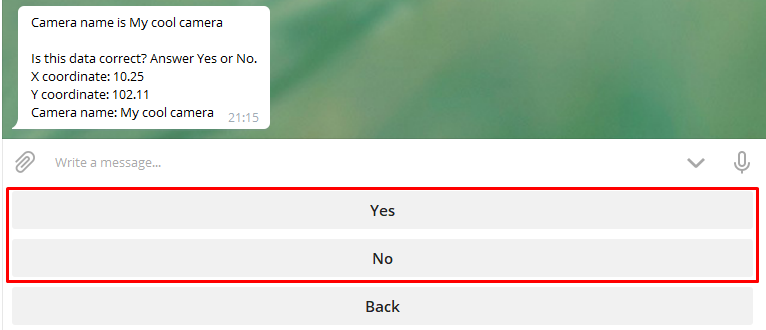 Camera name is My cool camera
Is this data correct? Answer Yes or No.
X coordinate: 10.25
Y coordinate: 102.11
Camera name: My cool camera
21:15
Write a message...
Yes
No
Back